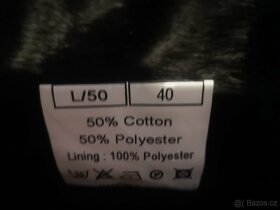 L/50 40
50% Cotton
50% Polyester
Lining : 100% Polyester
Bazos.cz